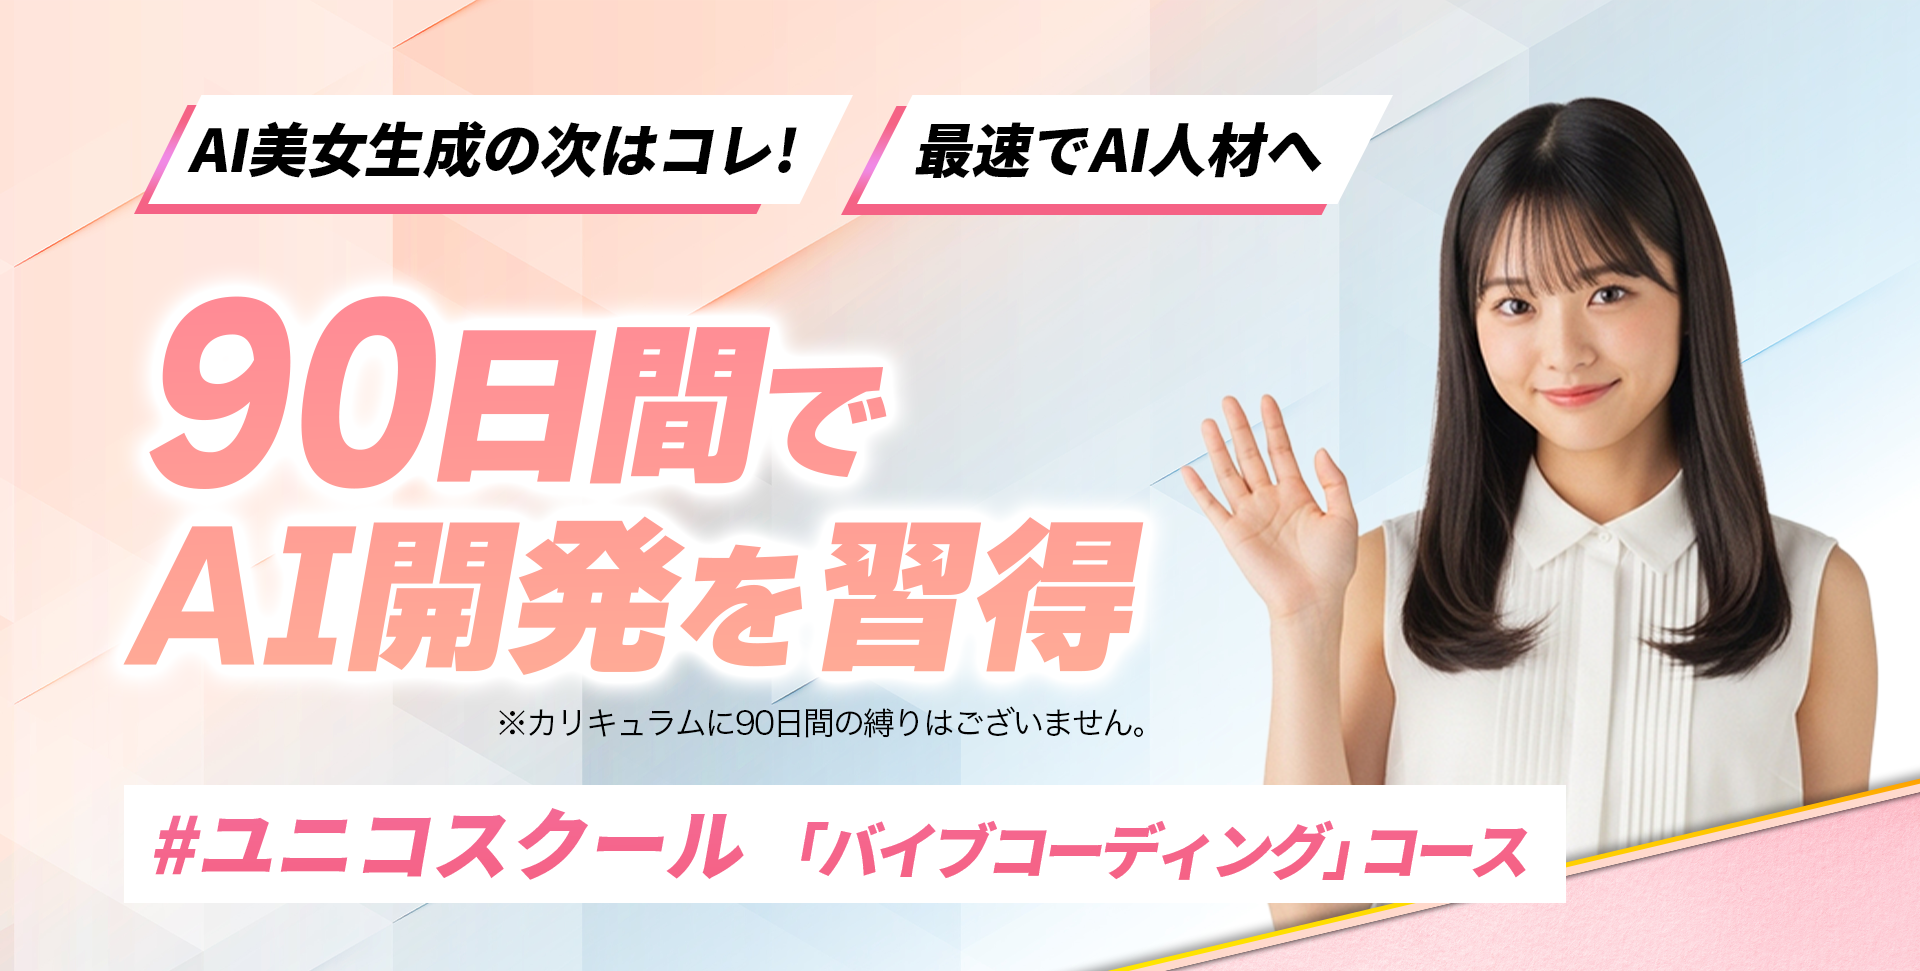 AI美女生成の次はコレ!
最速でAI人材へ
90日間で
AI開発を習得
※カリキュラムに90日間の縛りはございません。
#ユニコスクール 「バイブコーディング」コース